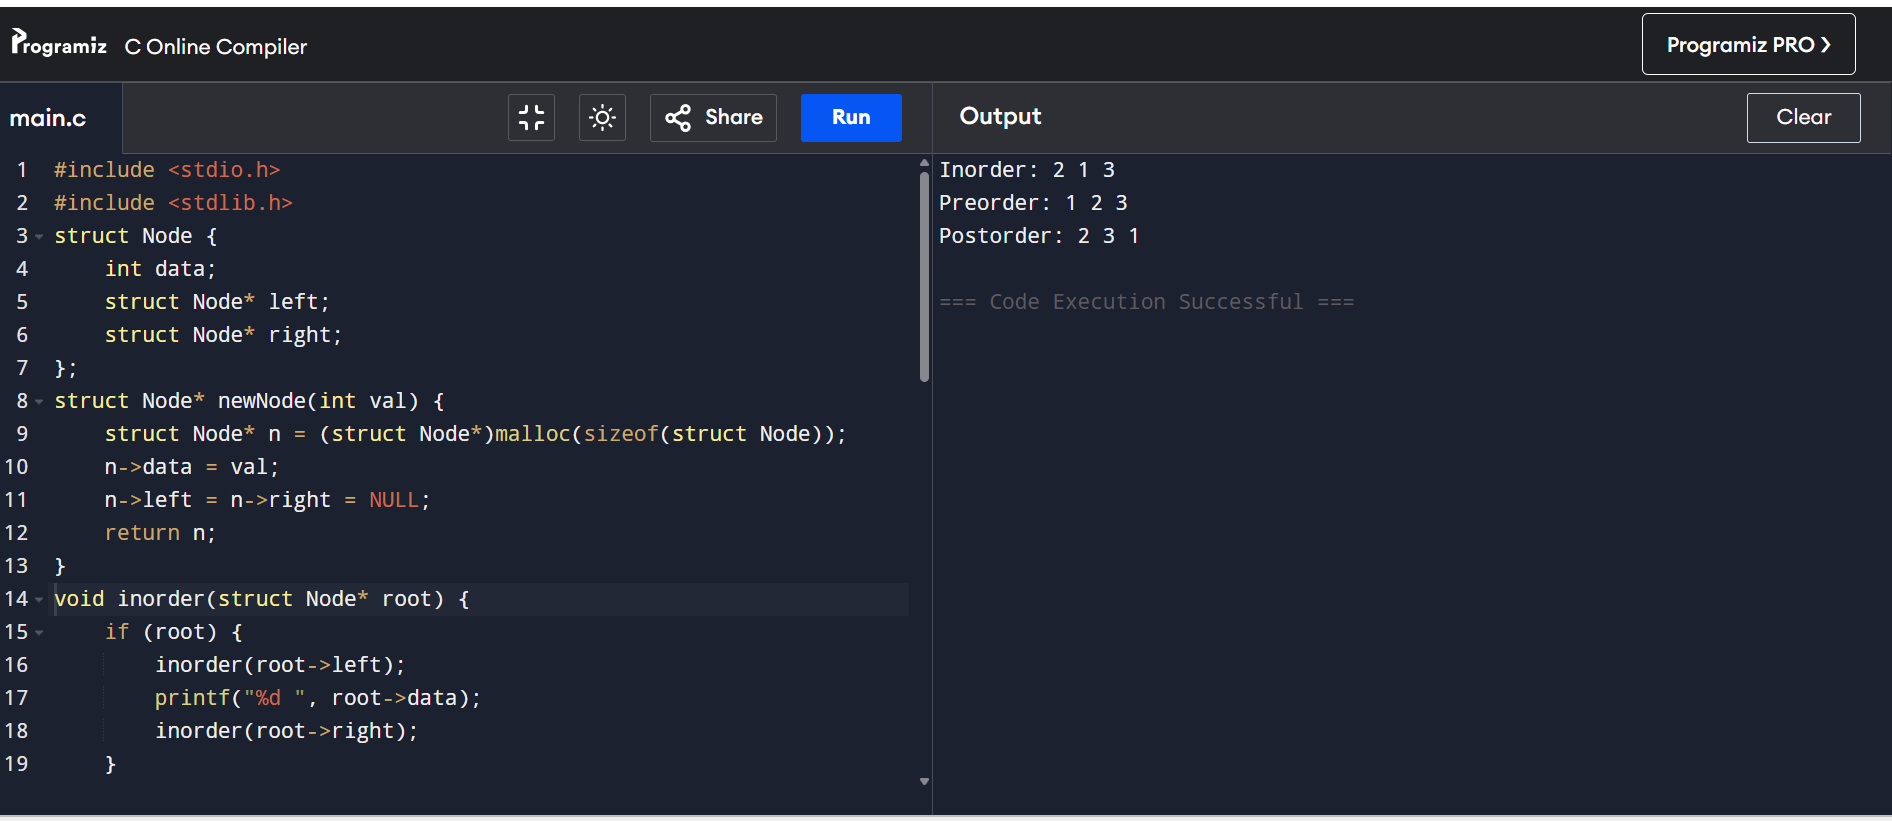 Programiz C Online Compiler
Programiz PRO ❯
main.c
Share
Run
Output
Clear
1 #include <stdio.h>
2 #include <stdlib.h>
3 struct Node {
4     int data;
5     struct Node* left;
6     struct Node* right;
7 };
8 struct Node* newNode(int val) {
9     struct Node* n = (struct Node*)malloc(sizeof(struct Node));
10     n->data = val;
11     n->left = n->right = NULL;
12     return n;
13 }
14 void inorder(struct Node* root) {
15     if (root) {
16         inorder(root->left);
17         printf("%d ", root->data);
18         inorder(root->right);
19     }
Inorder: 2 1 3
Preorder: 1 2 3
Postorder: 2 3 1
=== Code Execution Successful ===